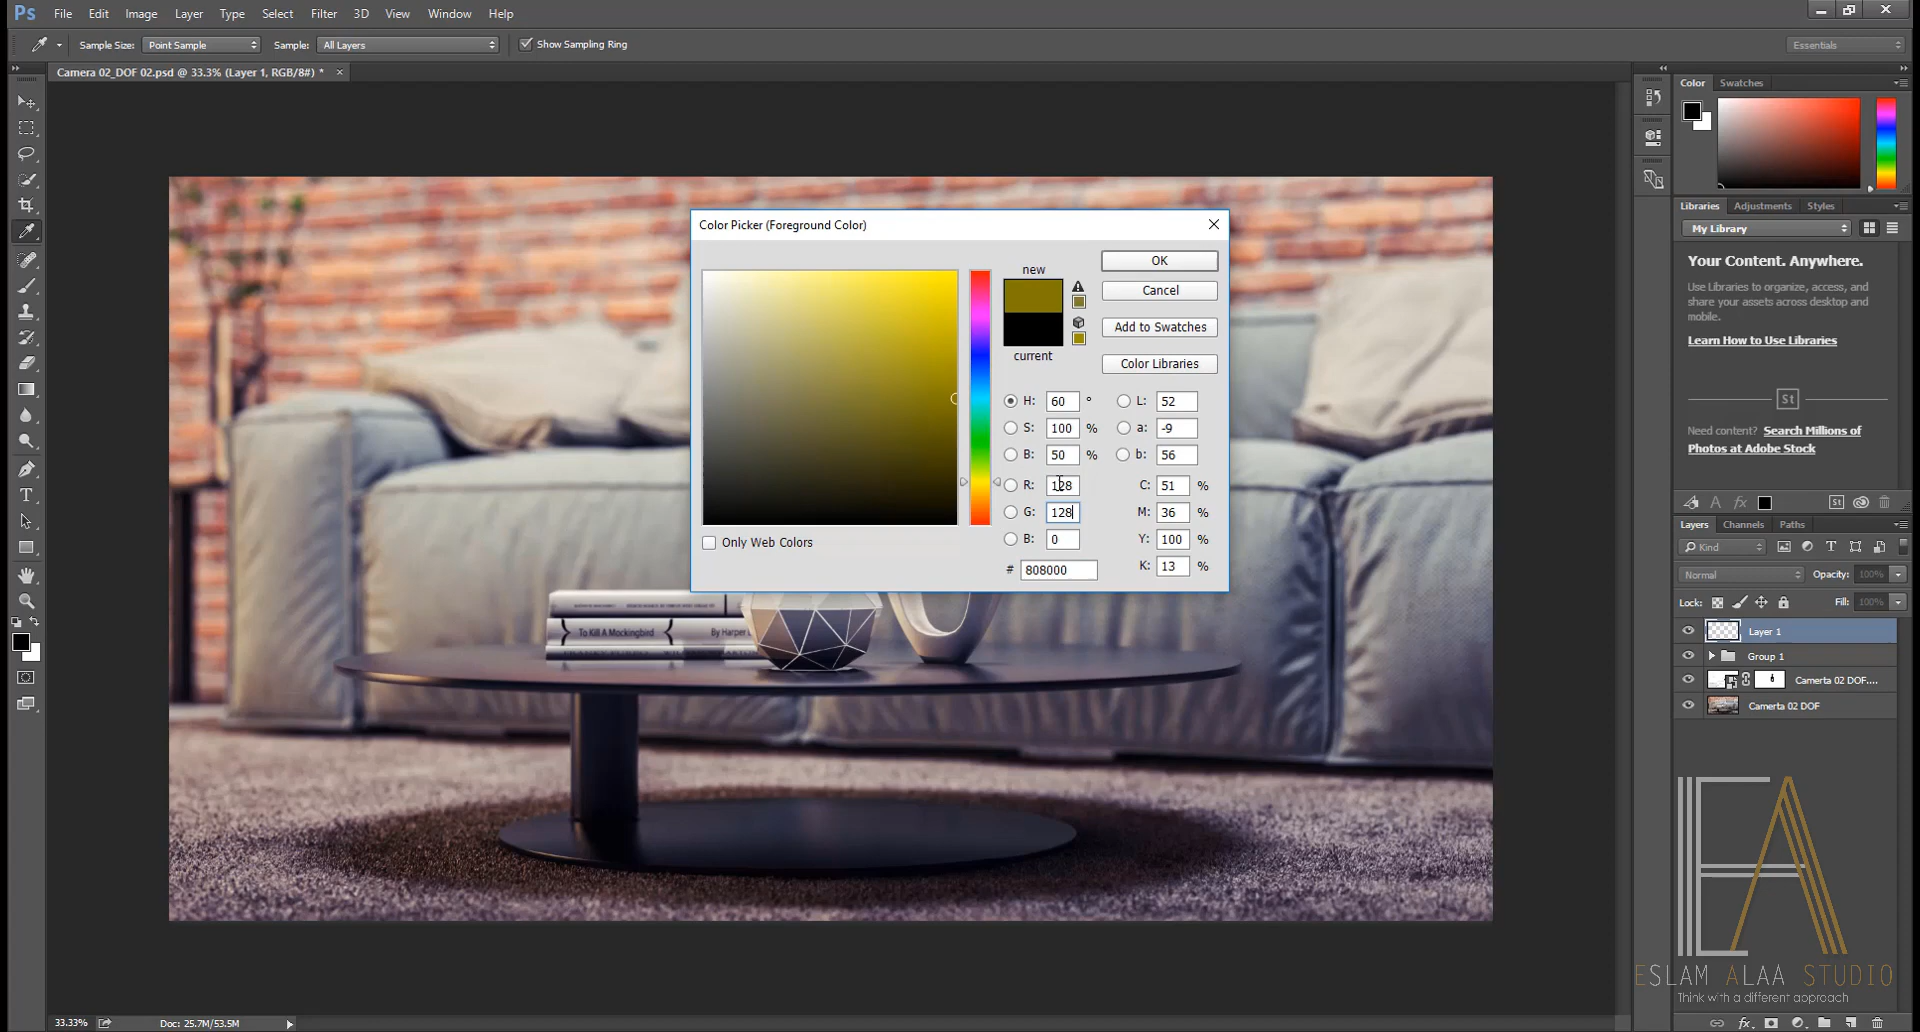 Ps File Edit Image Layer Type Select Filter 3D View Window Help
Sample Size: Point Sample Sample: All Layers Show Sampling Ring Essentials
Camera 02_DOF 02.psd @ 33.3% (Layer 1, RGB/8#) * ×
Color Swatches
Color Picker (Foreground Color)
new
current
OK
Cancel
Add to Swatches
Color Libraries
H: 60 ° L: 52
S: 100 % a: -9
B: 50 % b: 56
R: 128 C: 51 %
G: 128 M: 36 %
B: 0 Y: 100 %
# 808000 K: 13 %
Only Web Colors
To Kill A Mockingbird By Harper L
Libraries Adjustments Styles
My Library
Your Content. Anywhere.
Use Libraries to organize, access, and
share your assets across desktop and
mobile.
Learn How to Use Libraries
St
Need content? Search Millions of
Photos at Adobe Stock
St
Layers Channels Paths
Kind
Normal Opacity: 100%
Lock: Fill: 100%
Layer 1
Group 1
Camerta 02 DOF....
Camerta 02 DOF
EA
ESLAM ALAA STUDIO
Think with a different approach
33.33% Doc: 25.7M/53.5M
fx